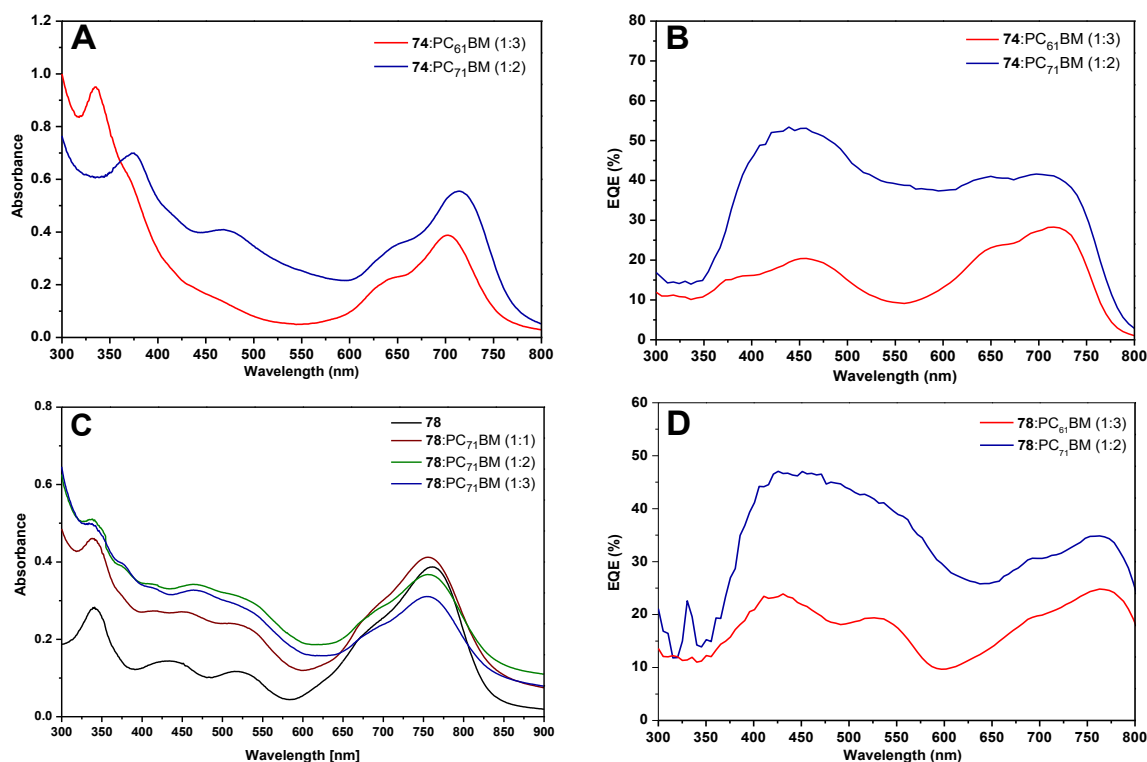 A
74:PC61BM (1:3)
74:PC71BM (1:2)
Absorbance
1.2
1.0
0.8
0.6
0.4
0.2
0.0
300 350 400 450 500 550 600 650 700 750 800
Wavelength (nm)
B
74:PC61BM (1:3)
74:PC71BM (1:2)
EQE (%)
80
70
60
50
40
30
20
10
0
300 350 400 450 500 550 600 650 700 750 800
Wavelength (nm)
C
78
78:PC71BM (1:1)
78:PC71BM (1:2)
78:PC71BM (1:3)
Absorbance
0.8
0.6
0.4
0.2
0.0
300 350 400 450 500 550 600 650 700 750 800 850 900
Wavelength [nm]
D
78:PC61BM (1:3)
78:PC71BM (1:2)
EQE (%)
60
50
40
30
20
10
0
300 350 400 450 500 550 600 650 700 750 800
Wavelength (nm)